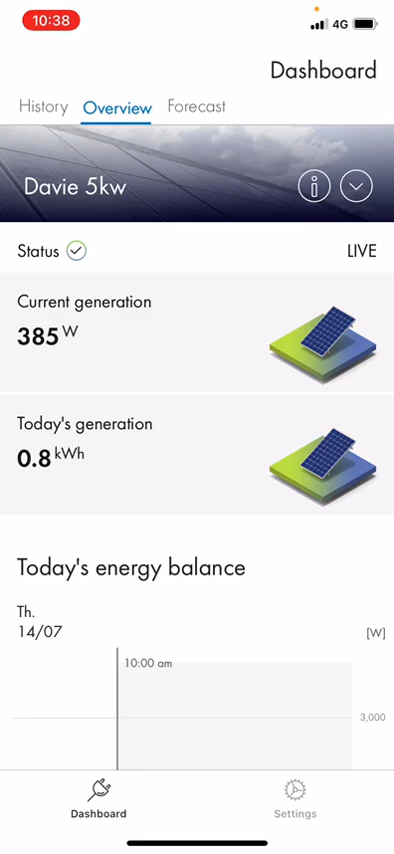 10:38
4G
Dashboard
History Overview Forecast
Davie 5kw
Status LIVE
Current generation
385 W
Today's generation
0.8 kWh
Today's energy balance
Th.
14/07
[W]
10:00 am
3,000
Dashboard Settings